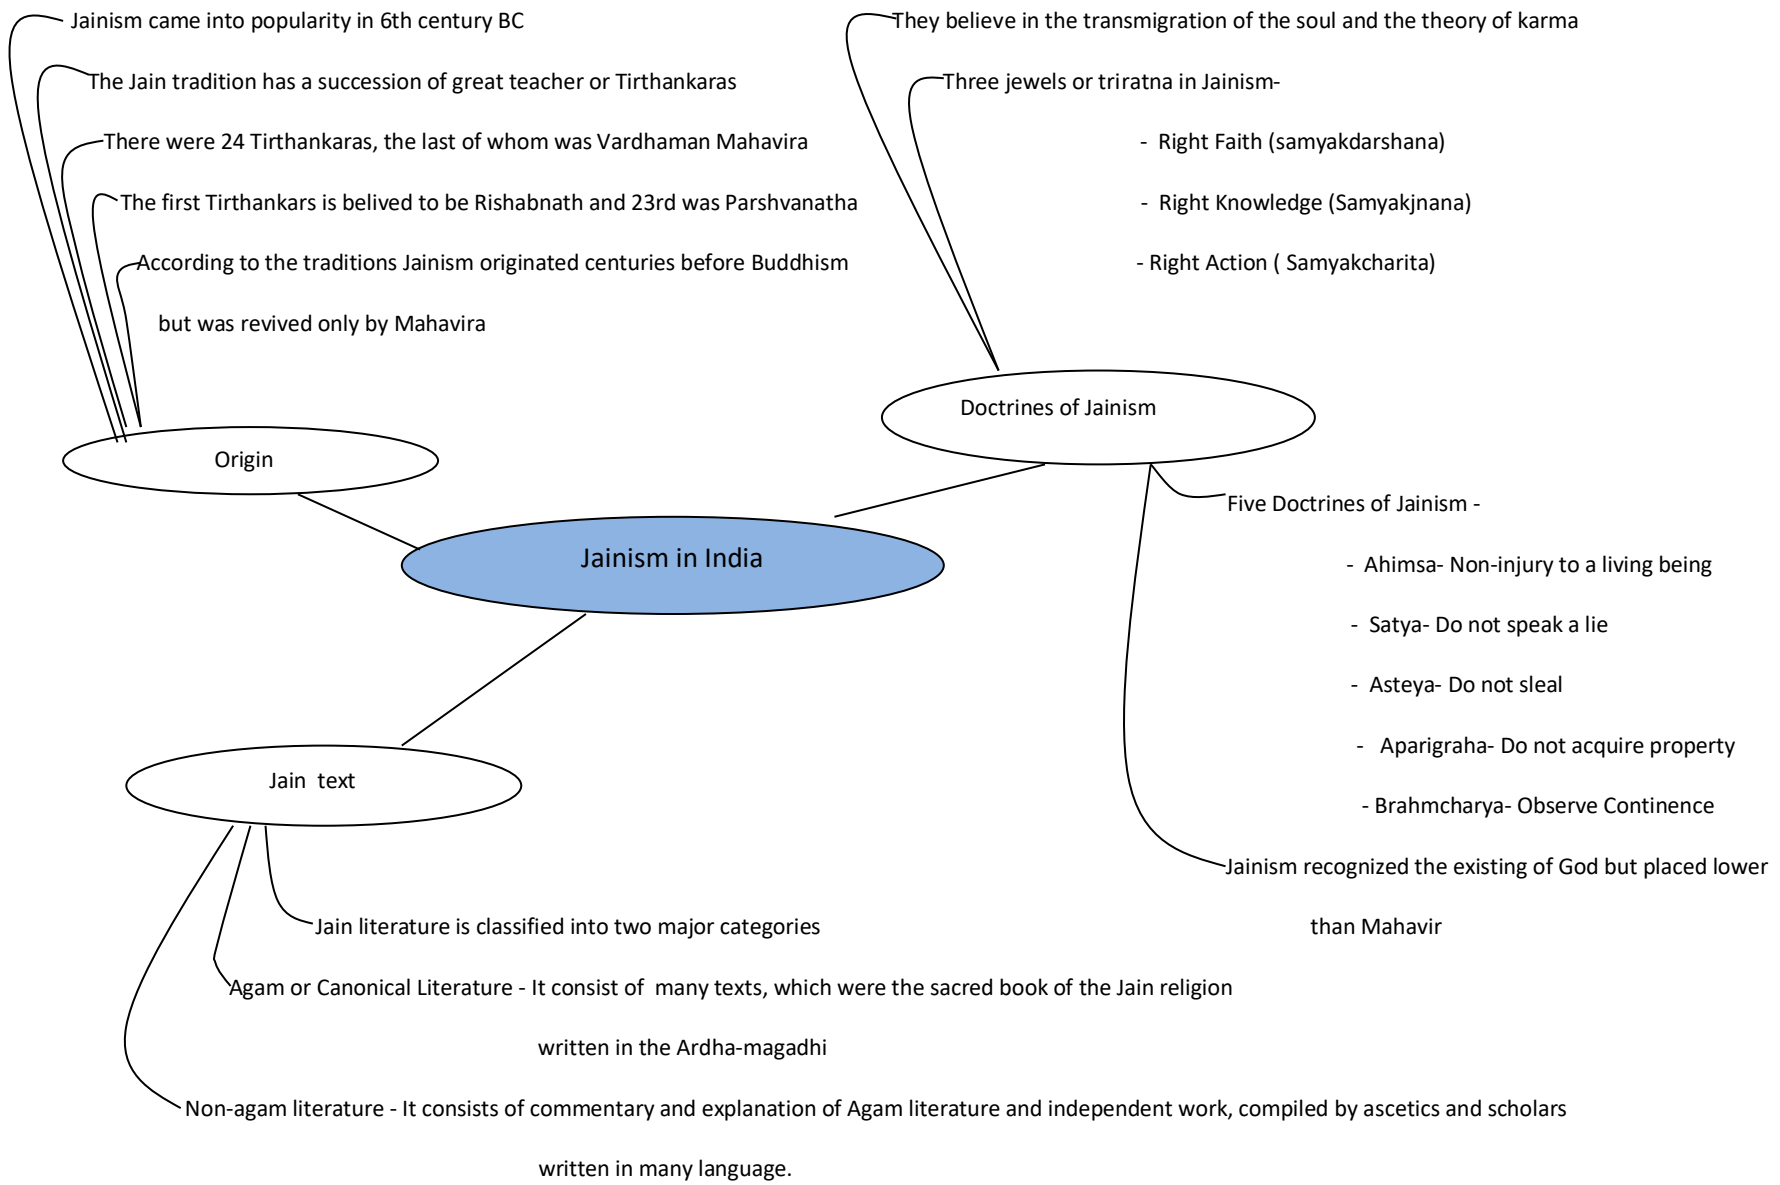 Jainism came into popularity in 6th century BC
The Jain tradition has a succession of great teacher or Tirthankaras
There were 24 Tirthankaras, the last of whom was Vardhaman Mahavira
The first Tirthankars is belived to be Rishabnath and 23rd was Parshvanatha
According to the traditions Jainism originated centuries before Buddhism
but was revived only by Mahavira
Origin
They believe in the transmigration of the soul and the theory of karma
Three jewels or triratna in Jainism-
- Right Faith (samyakdarshana)
- Right Knowledge (Samyakjnana)
- Right Action ( Samyakcharita)
Doctrines of Jainism
Five Doctrines of Jainism -
- Ahimsa- Non-injury to a living being
- Satya- Do not speak a lie
- Asteya- Do not sleal
- Aparigraha- Do not acquire property
- Brahmcharya- Observe Continence
Jainism recognized the existing of God but placed lower
than Mahavir
Jainism in India
Jain text
Jain literature is classified into two major categories
Agam or Canonical Literature - It consist of many texts, which were the sacred book of the Jain religion
written in the Ardha-magadhi
Non-agam literature - It consists of commentary and explanation of Agam literature and independent work, compiled by ascetics and scholars
written in many language.